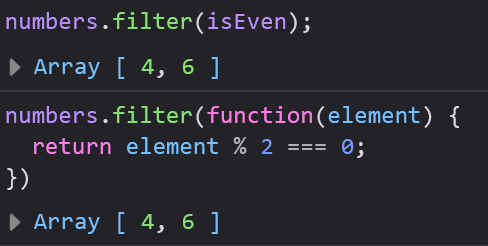 numbers.filter(isEven);
▶ Array [ 4, 6 ]
numbers.filter(function(element) {
  return element % 2 === 0;
})
▶ Array [ 4, 6 ]